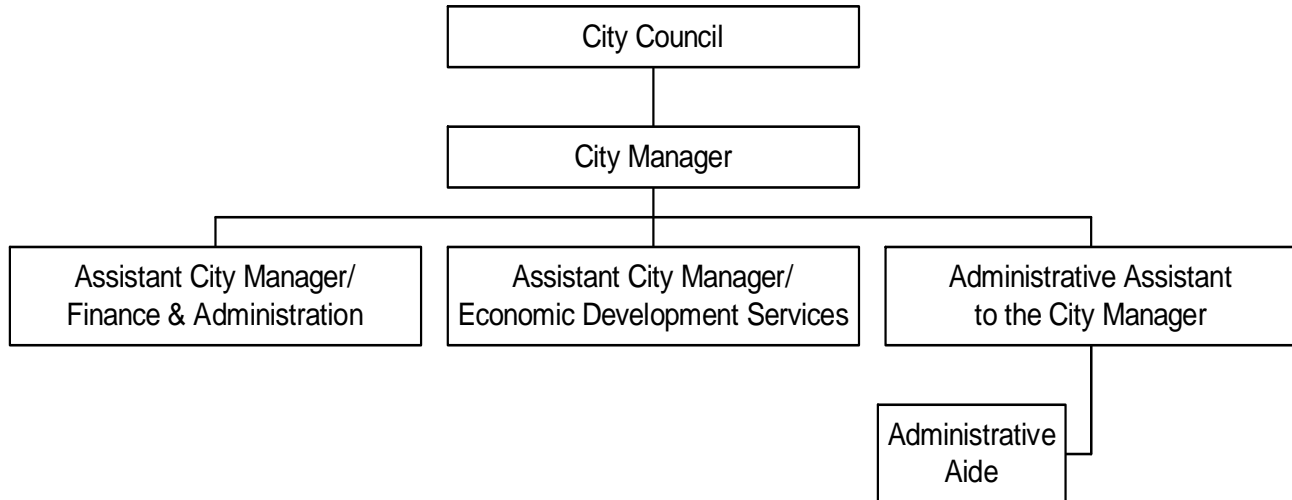 City Council
City Manager
Assistant City Manager/
Finance & Administration
Assistant City Manager/
Economic Development Services
Administrative Assistant
to the City Manager
Administrative
Aide